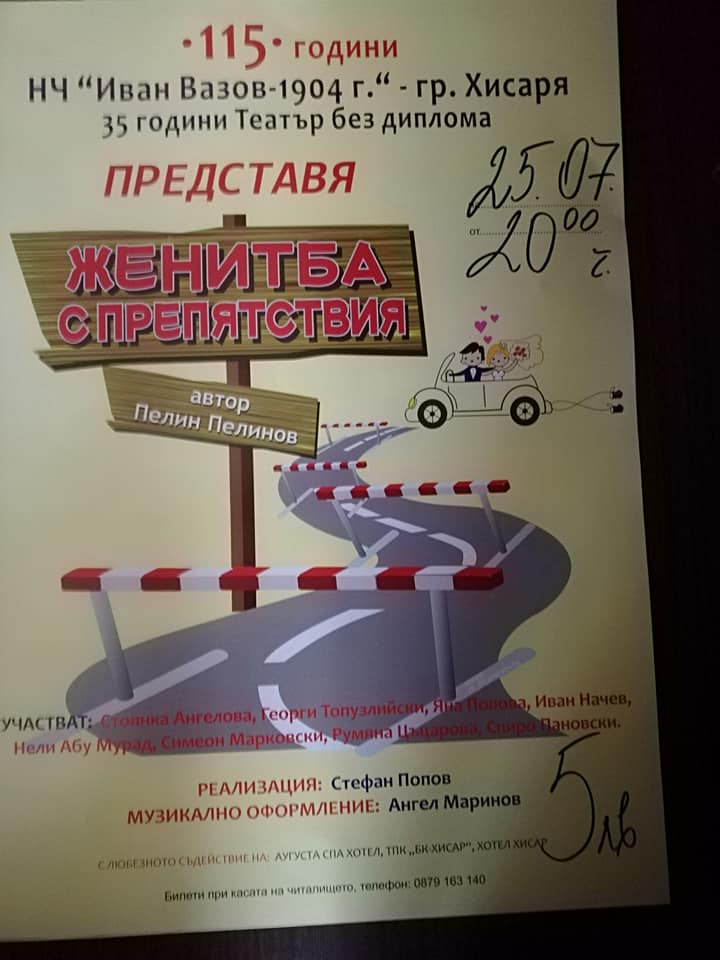 ·115· години
НЧ “Иван Вазов-1904 г.“ - гр. Хисаря
35 години Театър без диплома
ПРЕДСТАВЯ
25.07.
от 20⁰⁰ ч.
ЖЕНИТБА
С ПРЕПЯТСТВИЯ
автор
Пелин Пелинов
УЧАСТВАТ: Стоянка Ангелова, Георги Топузлийски, Яна Попова, Иван Начев,
Нели Абу Мурад, Симеон Марковски, Румяна Цацарова, Спиро Пановски.
РЕАЛИЗАЦИЯ: Стефан Попов
МУЗИКАЛНО ОФОРМЛЕНИЕ: Ангел Маринов
5 лв
С ЛЮБЕЗНОТО СЪДЕЙСТВИЕ НА: АУГУСТА СПА ХОТЕЛ, ТПК „БК-ХИСАР“, ХОТЕЛ ХИСАР
Билети при касата на читалището, телефон: 0879 163 140